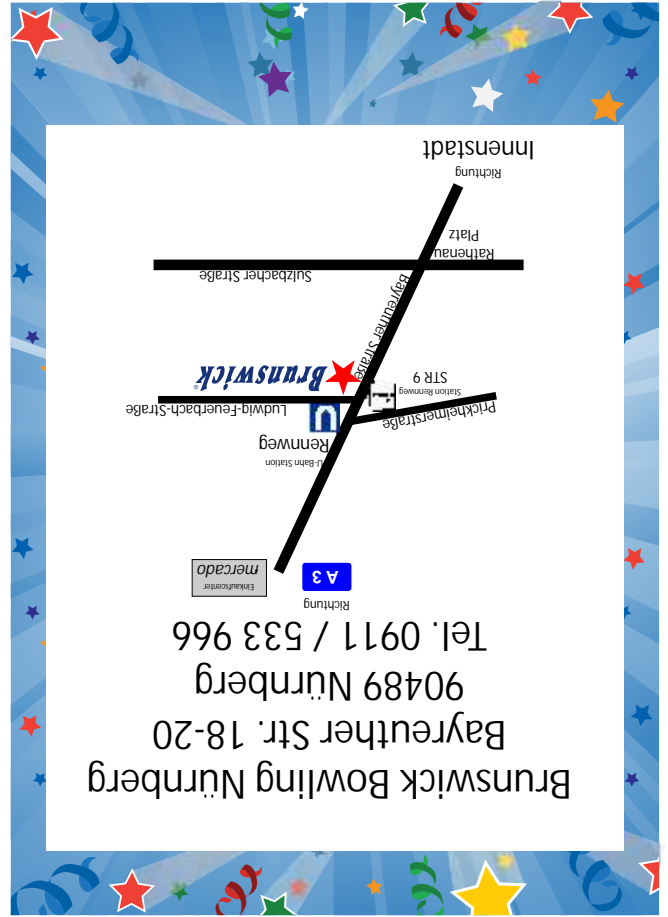 Brunswick Bowling Nürnberg
Bayreuther Str. 18-20
90489 Nürnberg
Tel. 0911 / 533 966
Richtung
A 3
Einkaufscenter
mercado
U-Bahn Station
Rennweg
U
Prickhelmerstraße
Ludwig-Feuerbach-Straße
Station Rennweg
STR 9
H
Brunswick®
Bayreuther Straße
Sulzbacher Straße
Rathenau
Platz
Richtung
Innenstadt